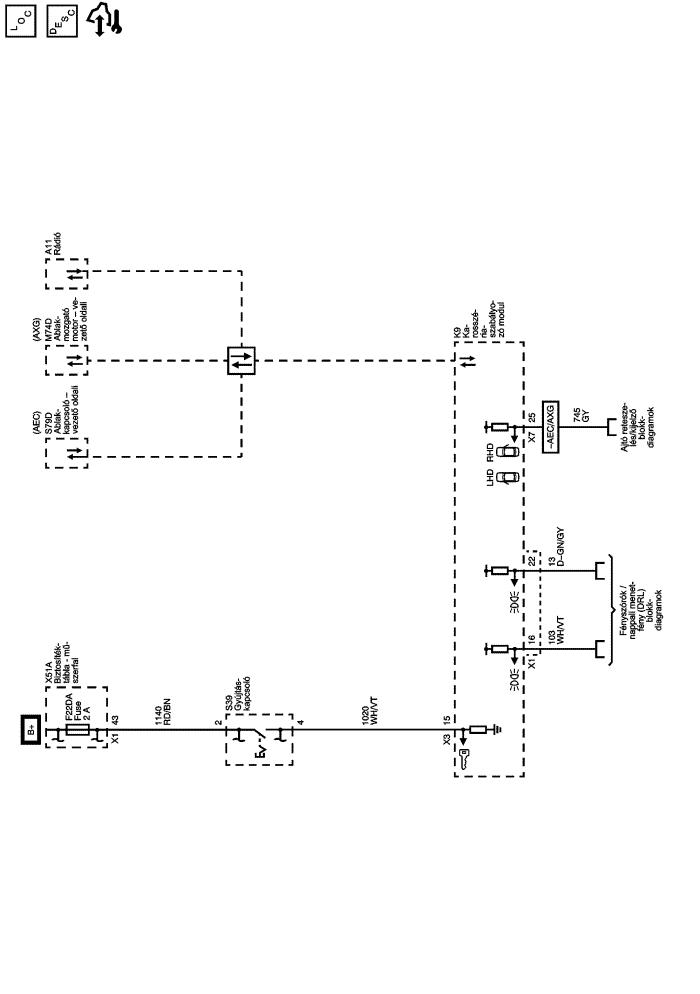 LOC
DESC
A11
Rádió
(AXG)
M74D
Ablak-
mozgató
motor – ve-
zető oldali
(AEC)
S79D
Ablak-
kapcsoló –
vezető oldali
K9
Ka-
rosszé-
ria-
szabályo-
zó modul
RHD
LHD
X7
25
–AEC/AXG
745
GY
Ajtó retesze-
lés/kijelző
blokk-
diagramok
22
13
D–GN/GY
X1
16
103
WH/VT
Fényszórók /
nappali menet-
fény (DRL)
blokk-
diagramok
B+
X51A
Biztosíték-
tábla - mű-
szerfal
F22DA
Fuse
2 A
X1
43
1140
RD/BN
2
S39
Gyújtás-
kapcsoló
4
1020
WH/VT
X3
15